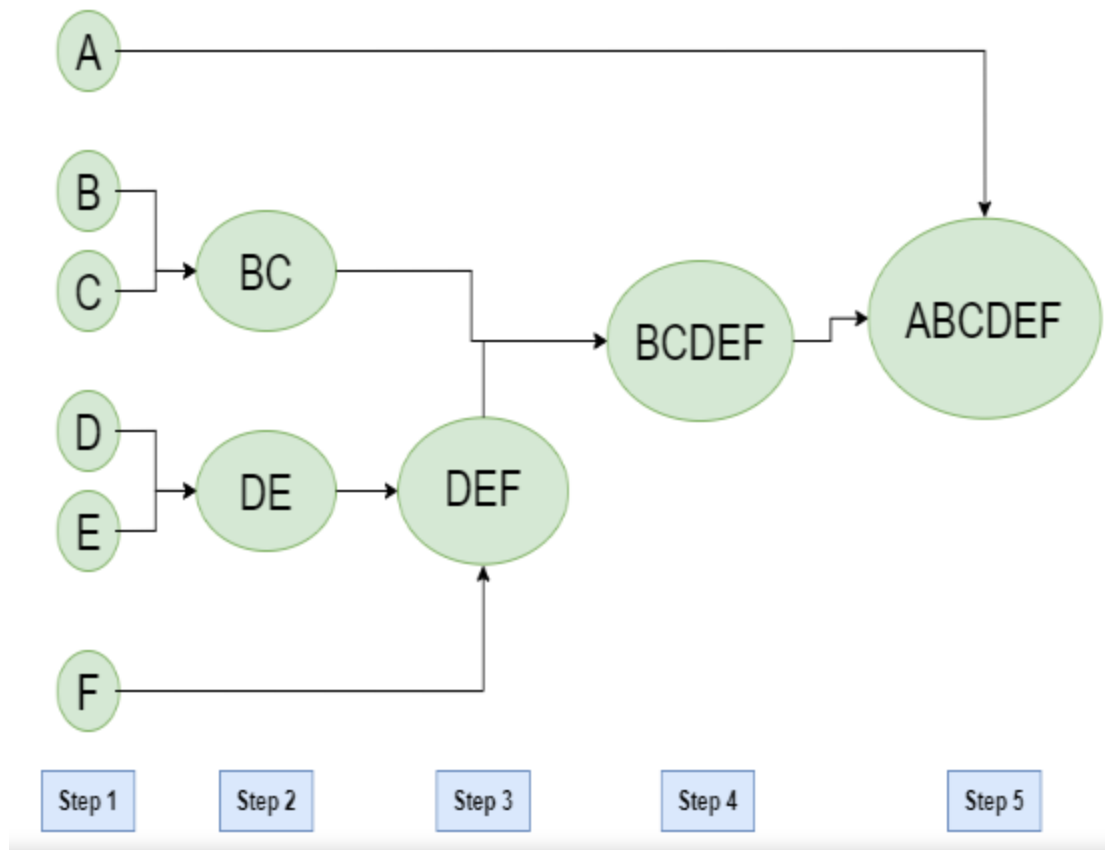 A
B
C
BC
BCDEF
ABCDEF
D
E
DE
DEF
F
Step 1
Step 2
Step 3
Step 4
Step 5